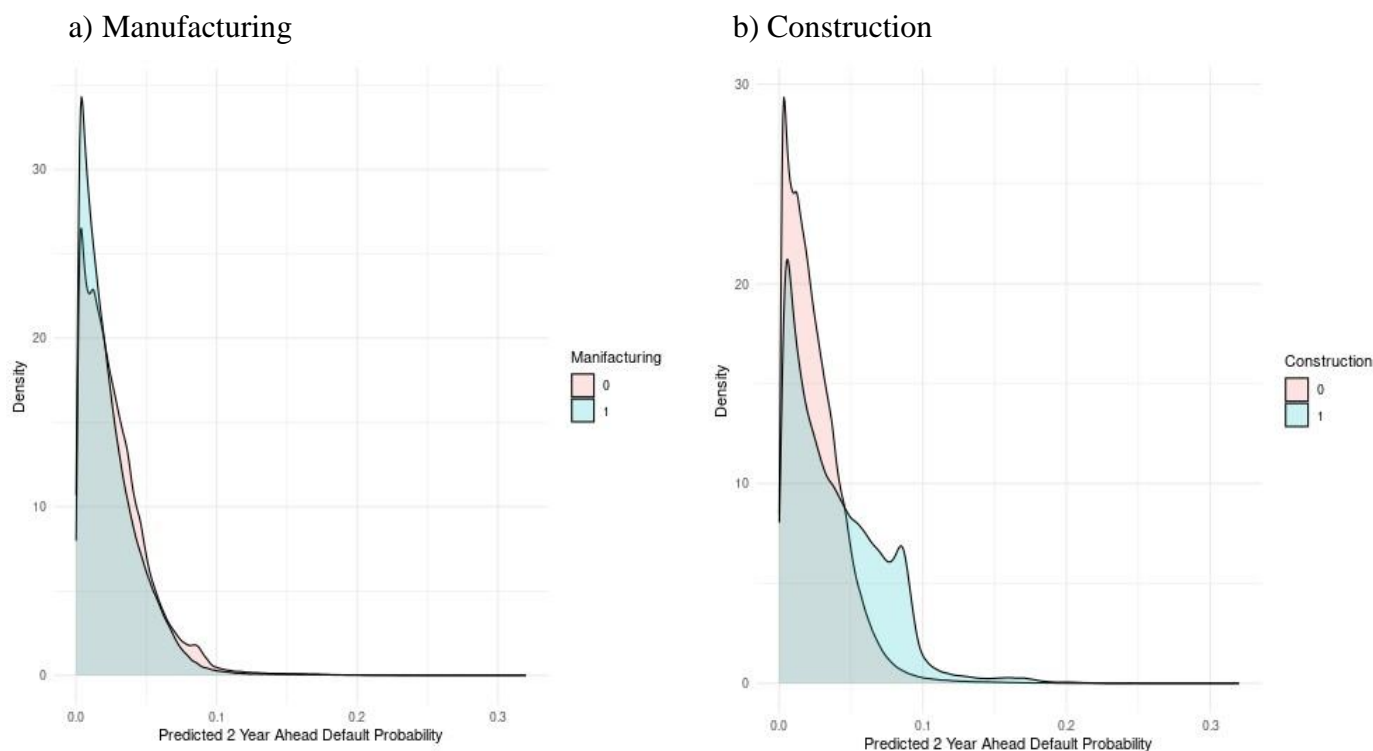 a) Manufacturing
Density
30
20
10
0
0.0
0.1
0.2
0.3
Predicted 2 Year Ahead Default Probability
Manifacturing
0
1
b) Construction
Density
30
20
10
0
0.0
0.1
0.2
0.3
Predicted 2 Year Ahead Default Probability
Construction
0
1